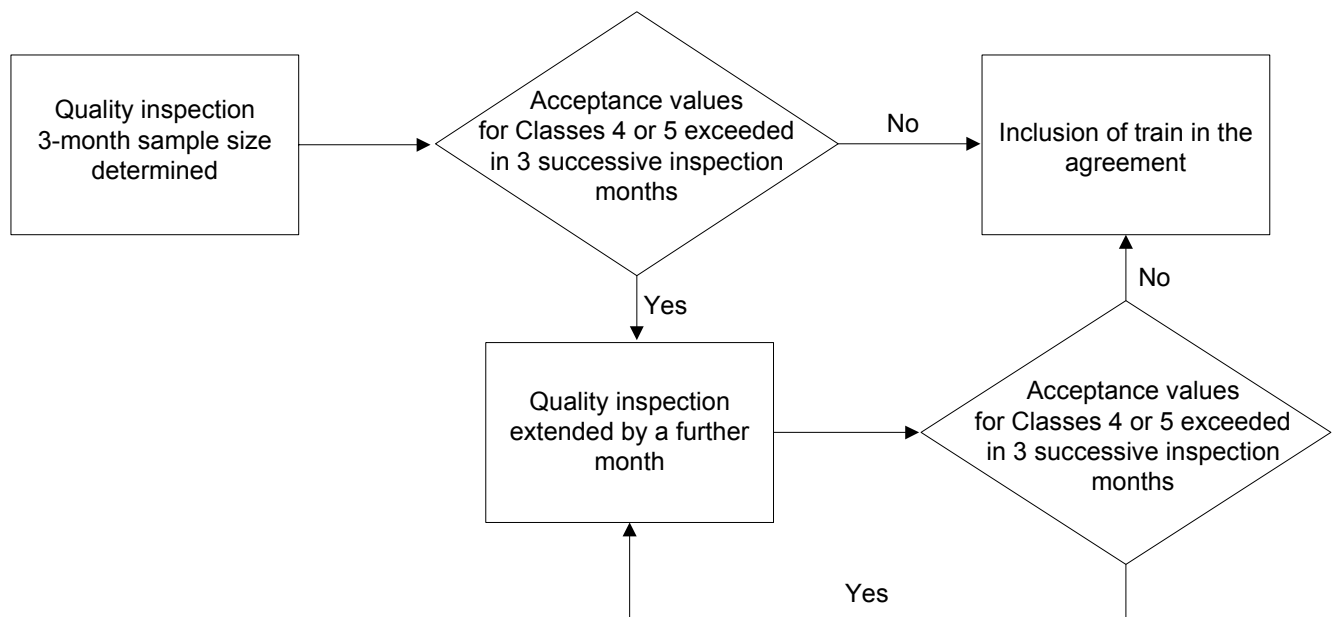 Quality inspection
3-month sample size
determined
Acceptance values
for Classes 4 or 5 exceeded
in 3 successive inspection
months
No
Inclusion of train in the
agreement
Yes
No
Quality inspection
extended by a further
month
Acceptance values
for Classes 4 or 5 exceeded
in 3 successive inspection
months
Yes